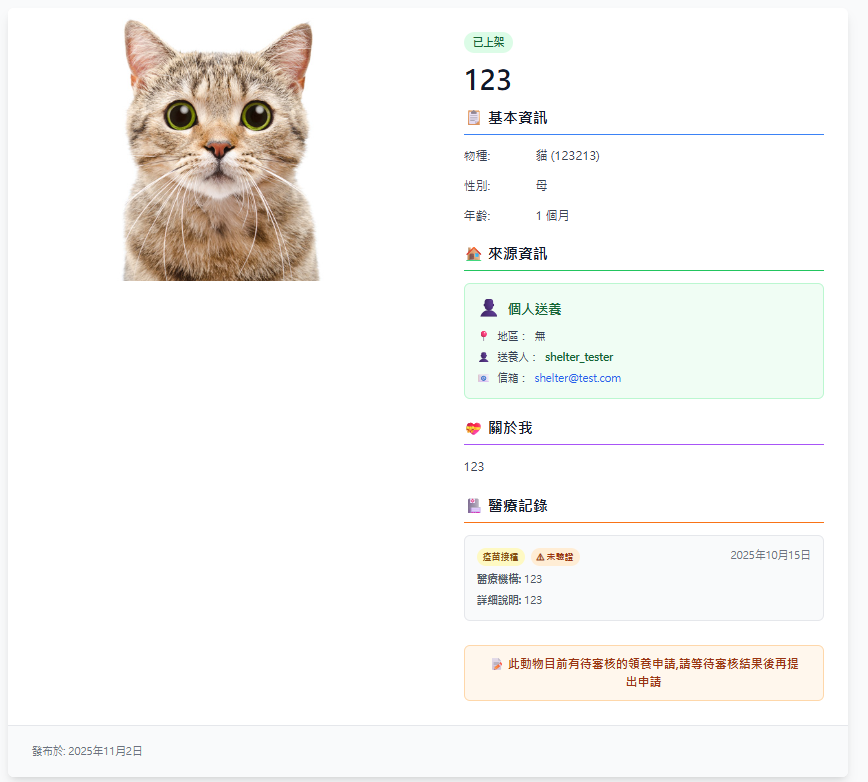 已上架
123
基本資訊
物種: 貓 (123213)
性別: 母
年齡: 1 個月
來源資訊
個人送養
地區： 無
送養人： shelter_tester
信箱： shelter@test.com
關於我
123
醫療記錄
疫苗接種 ⚠ 未驗證 2025年10月15日
醫療機構: 123
詳細說明: 123
此動物目前有待審核的領養申請,請等待審核結果後再提
出申請
發布於: 2025年11月2日